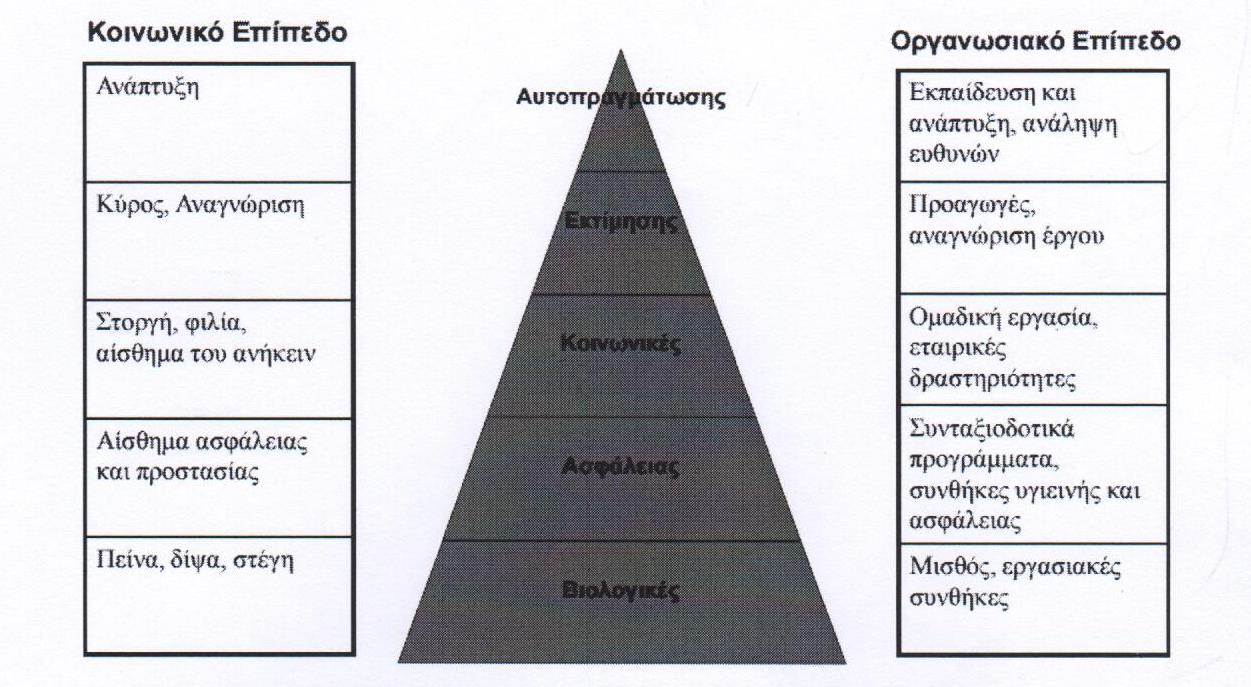 Κοινωνικό Επίπεδο
Ανάπτυξη
Κύρος, Αναγνώριση
Στοργή, φιλία,
αίσθημα του ανήκειν
Αίσθημα ασφάλειας
και προστασίας
Πείνα, δίψα, στέγη
Αυτοπραγμάτωσης
Εκτίμησης
Κοινωνικές
Ασφάλειας
Βιολογικές
Οργανωσιακό Επίπεδο
Εκπαίδευση και
ανάπτυξη, ανάληψη
ευθυνών
Προαγωγές,
αναγνώριση έργου
Ομαδική εργασία,
εταιρικές
δραστηριότητες
Συνταξιοδοτικά
προγράμματα,
συνθήκες υγιεινής και
ασφάλειας
Μισθός, εργασιακές
συνθήκες